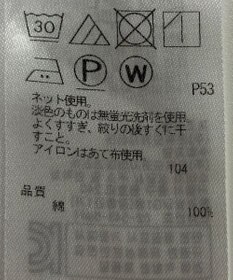 30
P W
P53
ネット使用。
淡色のものは無蛍光洗剤を使用。
よくすすぎ、絞りの後すぐに干
すこと。
アイロンはあて布使用
104
品質
綿 100%